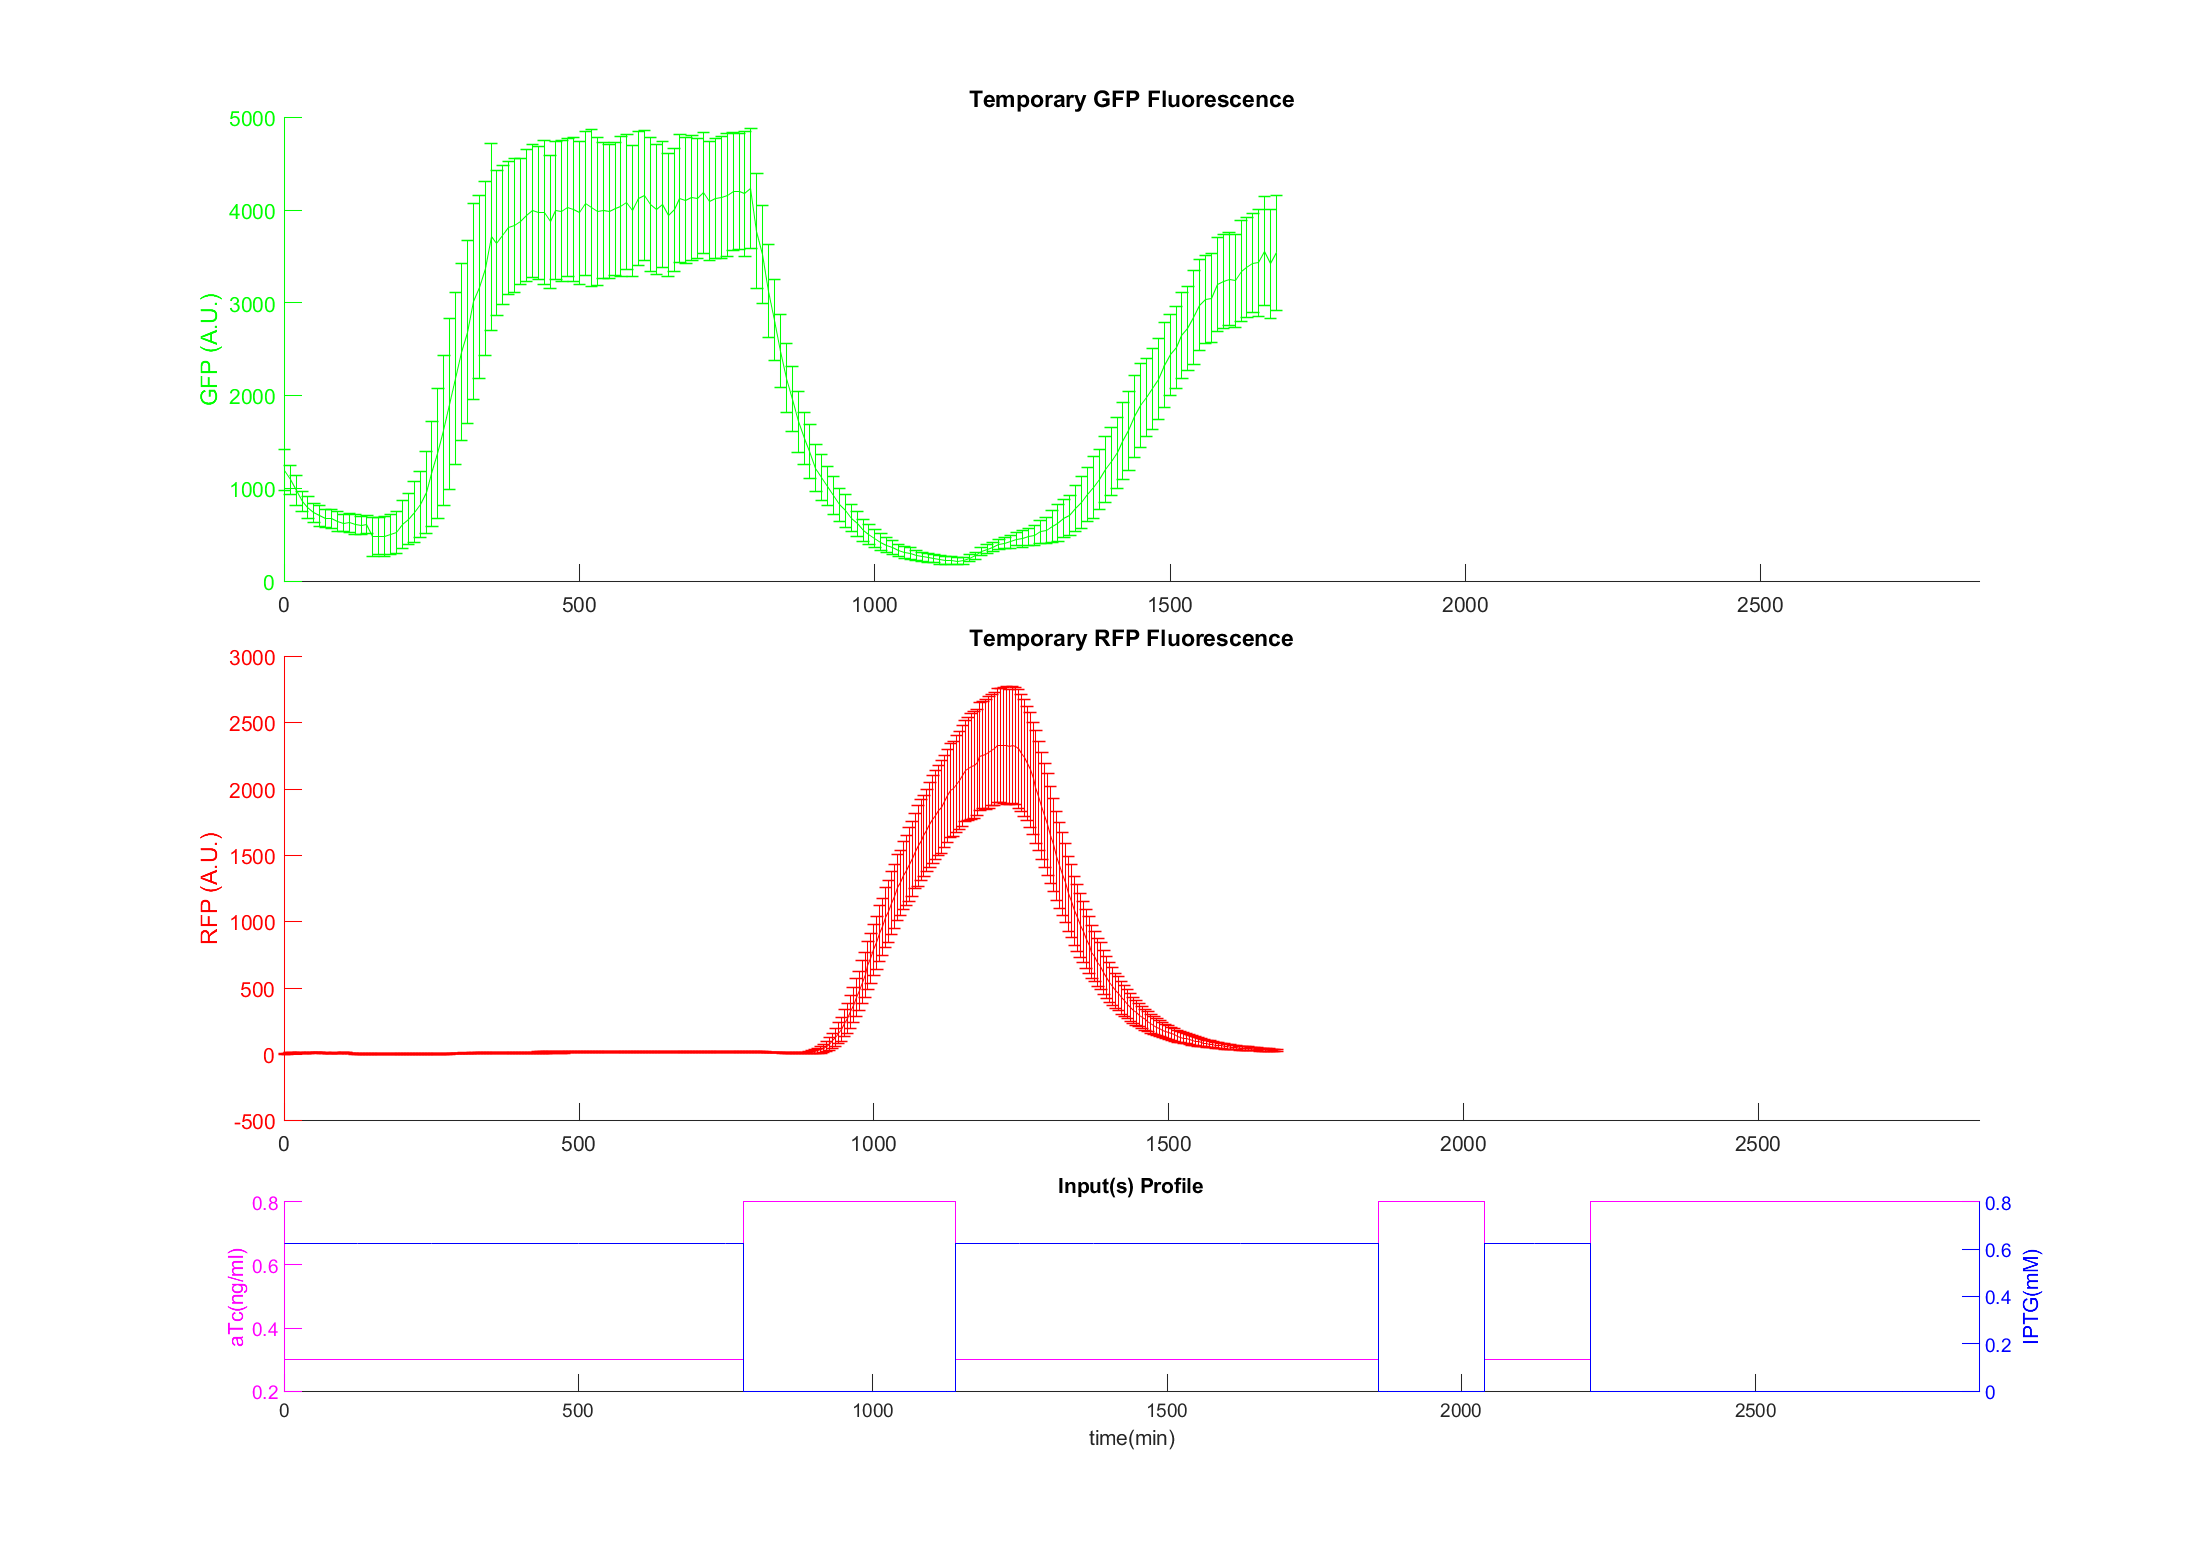 Temporary GFP Fluorescence
5000
4000
3000
2000
1000
0
GFP (A.U.)
0 500 1000 1500 2000 2500
Temporary RFP Fluorescence
3000
2500
2000
1500
1000
500
0
-500
RFP (A.U.)
0 500 1000 1500 2000 2500
Input(s) Profile
0.8
0.6
0.4
0.2
aTc(ng/ml)
0.8
0.6
0.4
0.2
0
IPTG(mM)
0 500 1000 1500 2000 2500
time(min)